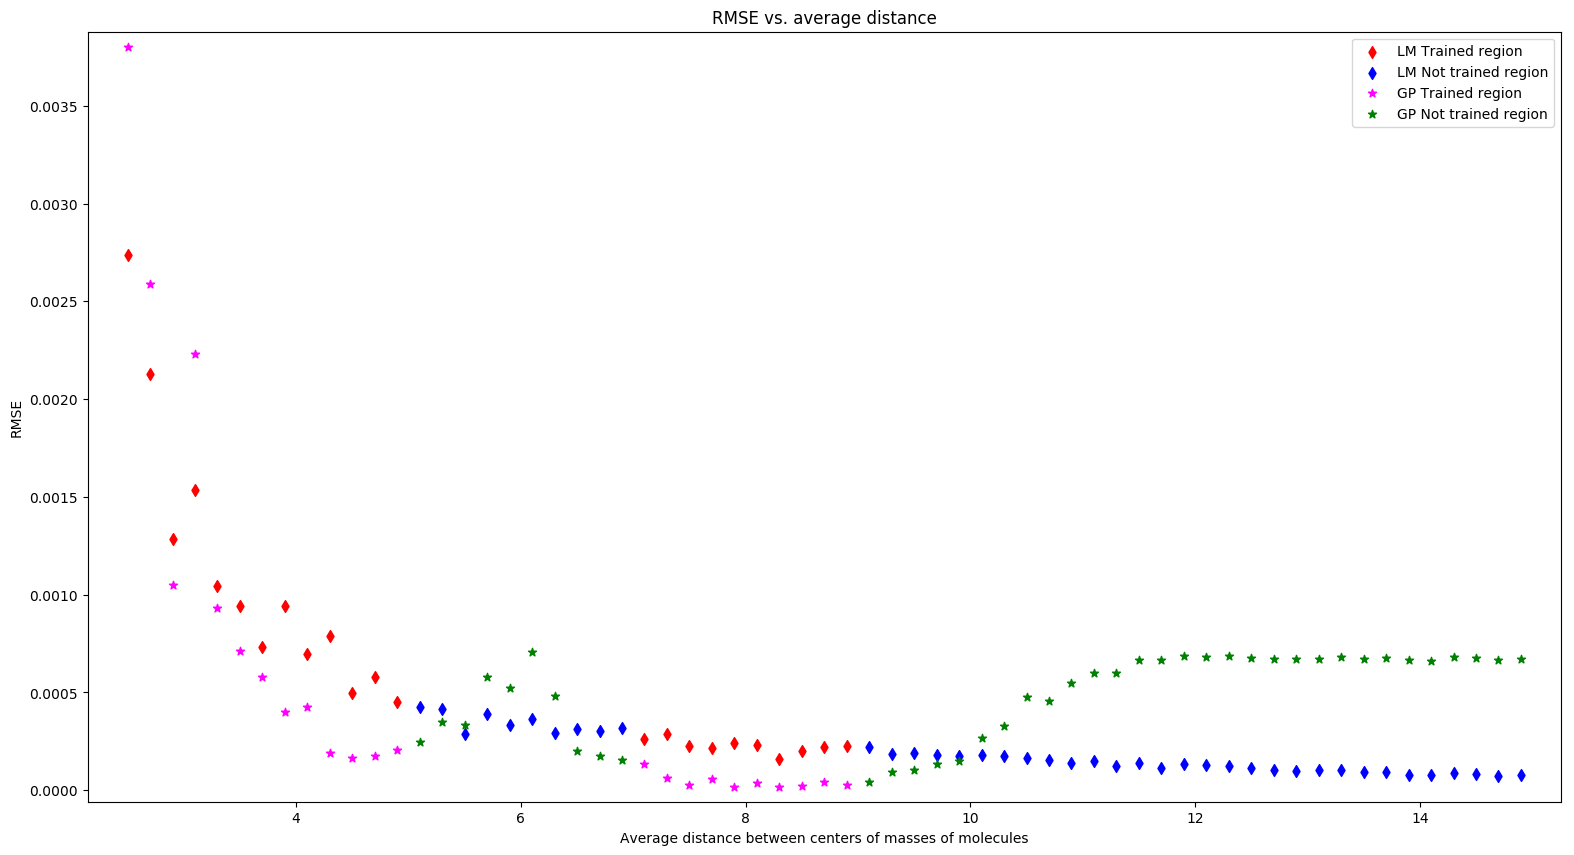 RMSE vs. average distance
LM Trained region
LM Not trained region
GP Trained region
GP Not trained region
0.0035
0.0030
0.0025
0.0020
0.0015
0.0010
0.0005
0.0000
RMSE
4 6 8 10 12 14
Average distance between centers of masses of molecules